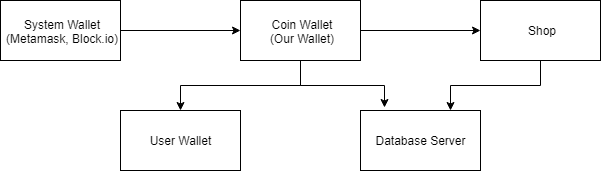 System Wallet
(Metamask, Block.io)
Coin Wallet
(Our Wallet)
Shop
User Wallet
Database Server